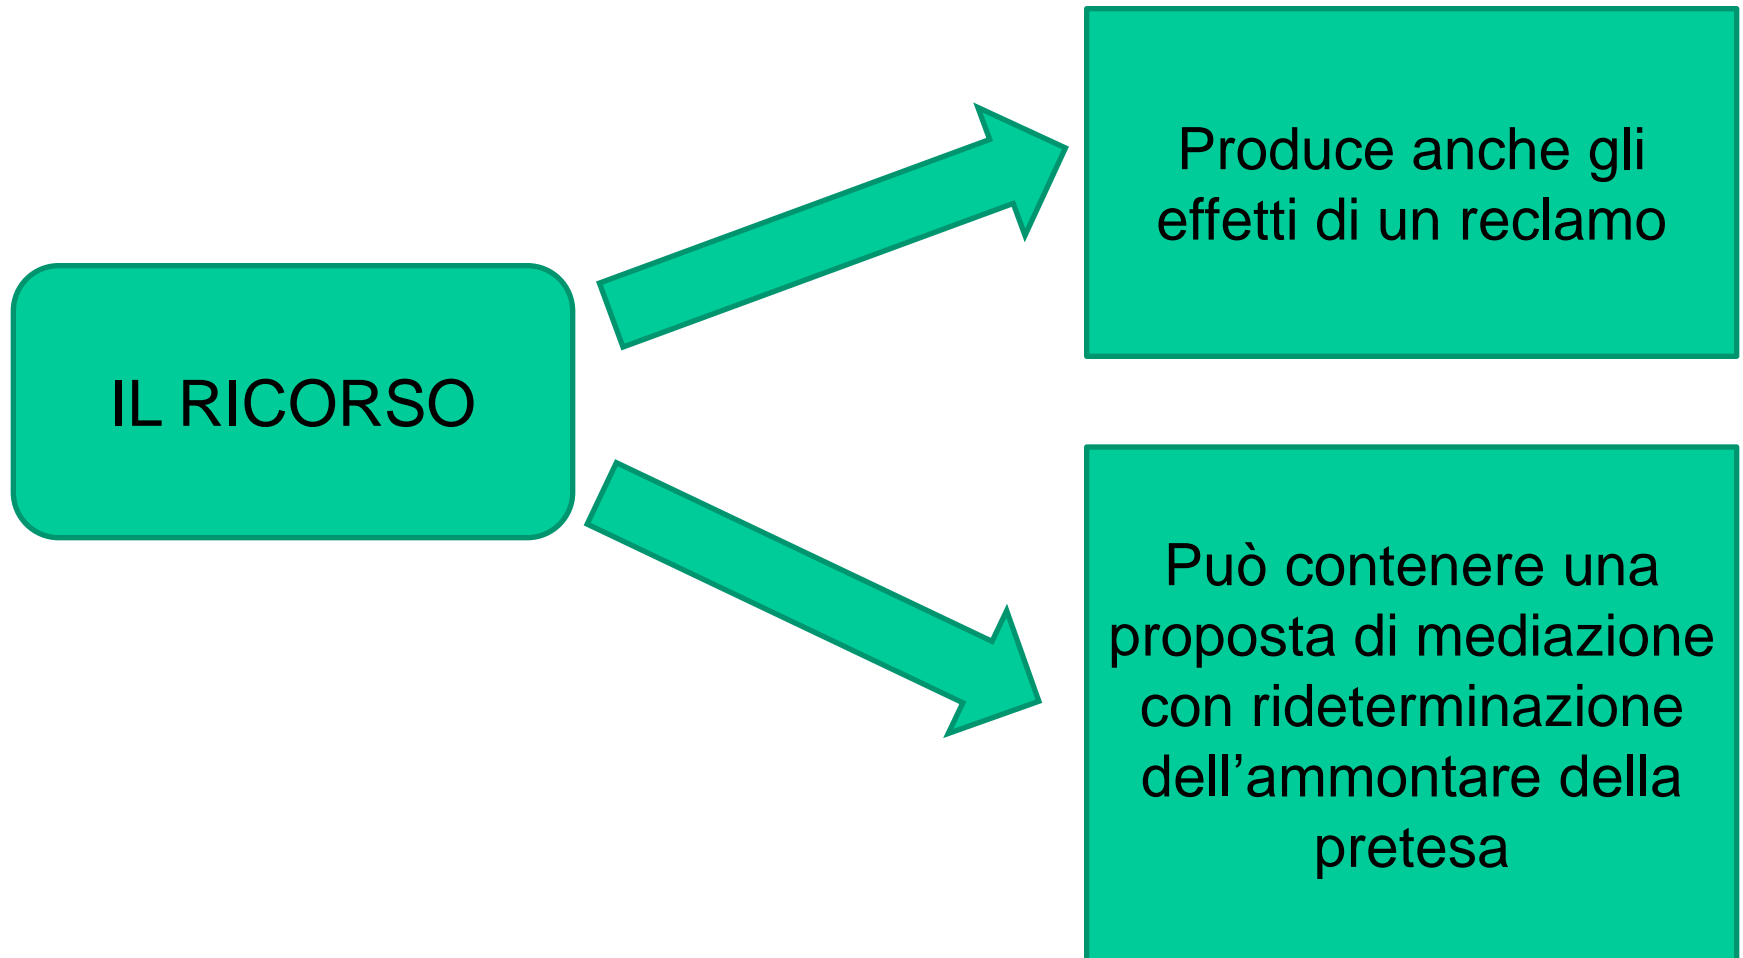 IL RICORSO
Produce anche gli
effetti di un reclamo
Può contenere una
proposta di mediazione
con rideterminazione
dell’ammontare della
pretesa